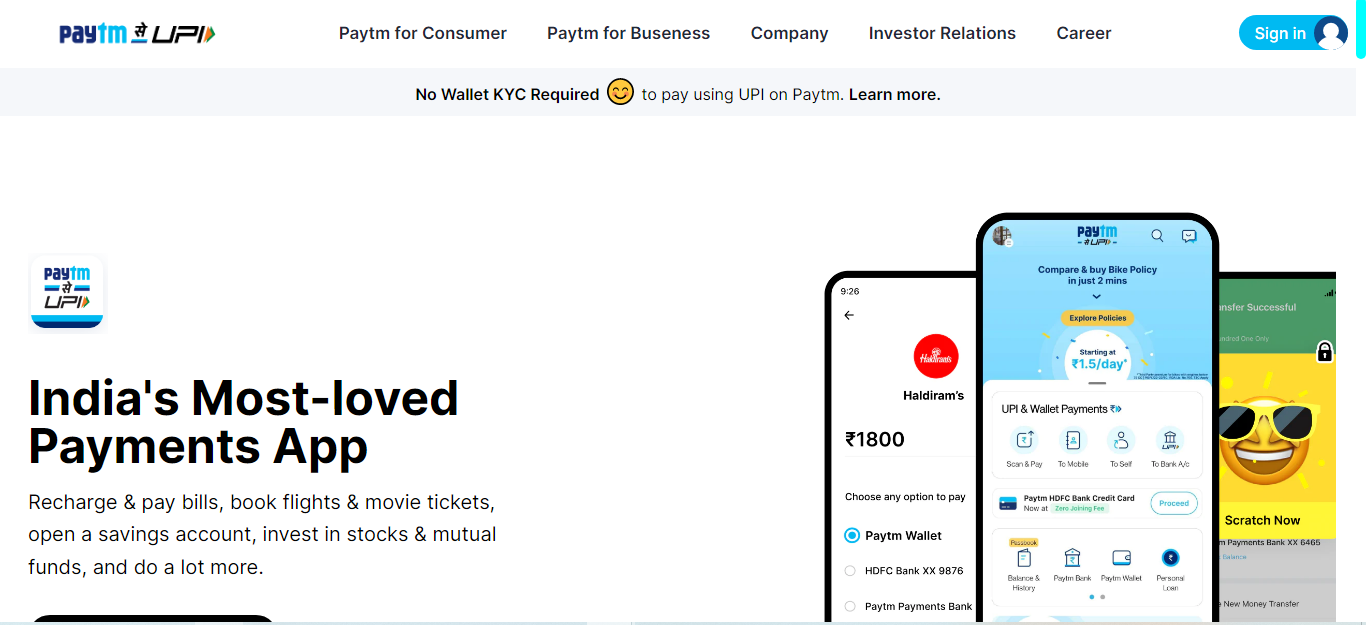 paytm से UPI
Paytm for Consumer
Paytm for Buseness
Company
Investor Relations
Career
Sign in
No Wallet KYC Required to pay using UPI on Paytm. Learn more.
paytm
से
UPI
India's Most-loved
Payments App
Recharge & pay bills, book flights & movie tickets,
open a savings account, invest in stocks & mutual
funds, and do a lot more.
9:26
Haldiram's
Haldiram's
₹1800
Choose any option to pay
Paytm Wallet
HDFC Bank XX 9876
Paytm Payments Bank
paytm
से UPI
Compare & buy Bike Policy
in just 2 mins
Explore Policies
Starting at
₹1.5/day*
UPI & Wallet Payments
Scan & Pay
To Mobile
To Self
To Bank A/c
Paytm HDFC Bank Credit Card
Now at Zero Joining Fee
Proceed
Passbook
Balance &
History
Paytm Bank
Paytm Wallet
Personal
Loan
nsfer Successful
ndred One Only
Scratch Now
m Payments Bank XX 6465
Balance
e New Money Transfer